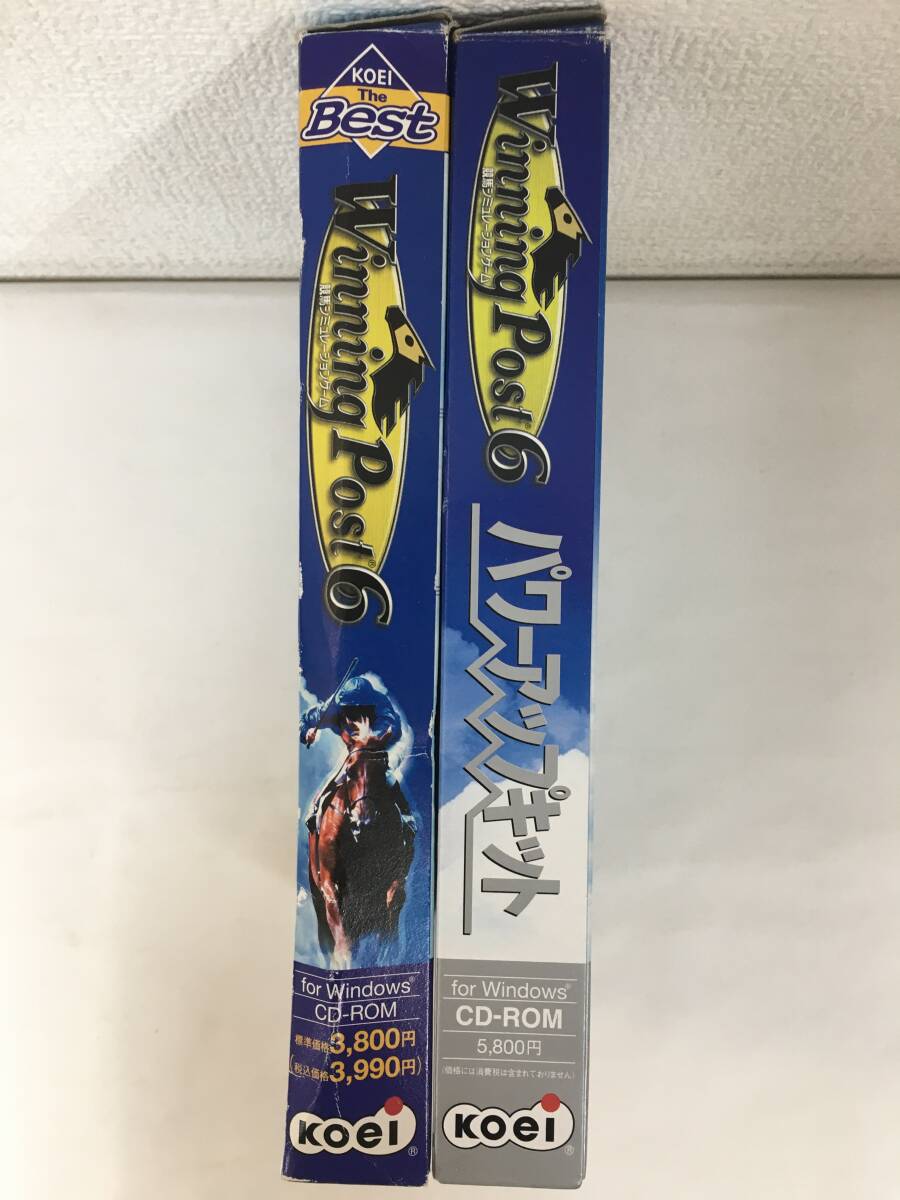 KOEI
The
Best
Winning Post® 6
競馬シミュレーションゲーム
for Windows®
CD-ROM
標準価格3,800円
(税込価格3,990円)
KOEI®
Winning Post® 6
競馬シミュレーションゲーム
パワーアップキット
for Windows®
CD-ROM
5,800円
(価格には消費税は含まれておりません)
KOEI®